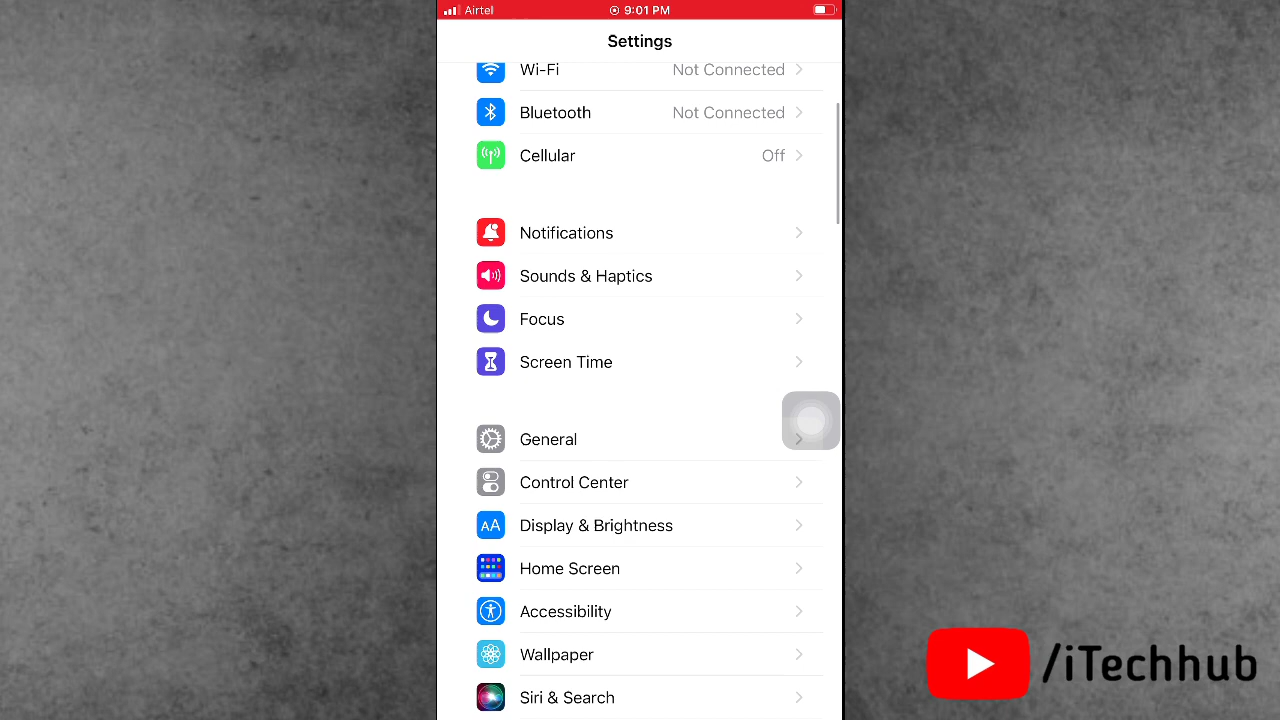 Airtel 9:01 PM
Settings
Wi-Fi Not Connected
Bluetooth Not Connected
Cellular Off
Notifications
Sounds & Haptics
Focus
Screen Time
General
Control Center
AA Display & Brightness
Home Screen
Accessibility
Wallpaper
Siri & Search
/iTechhub